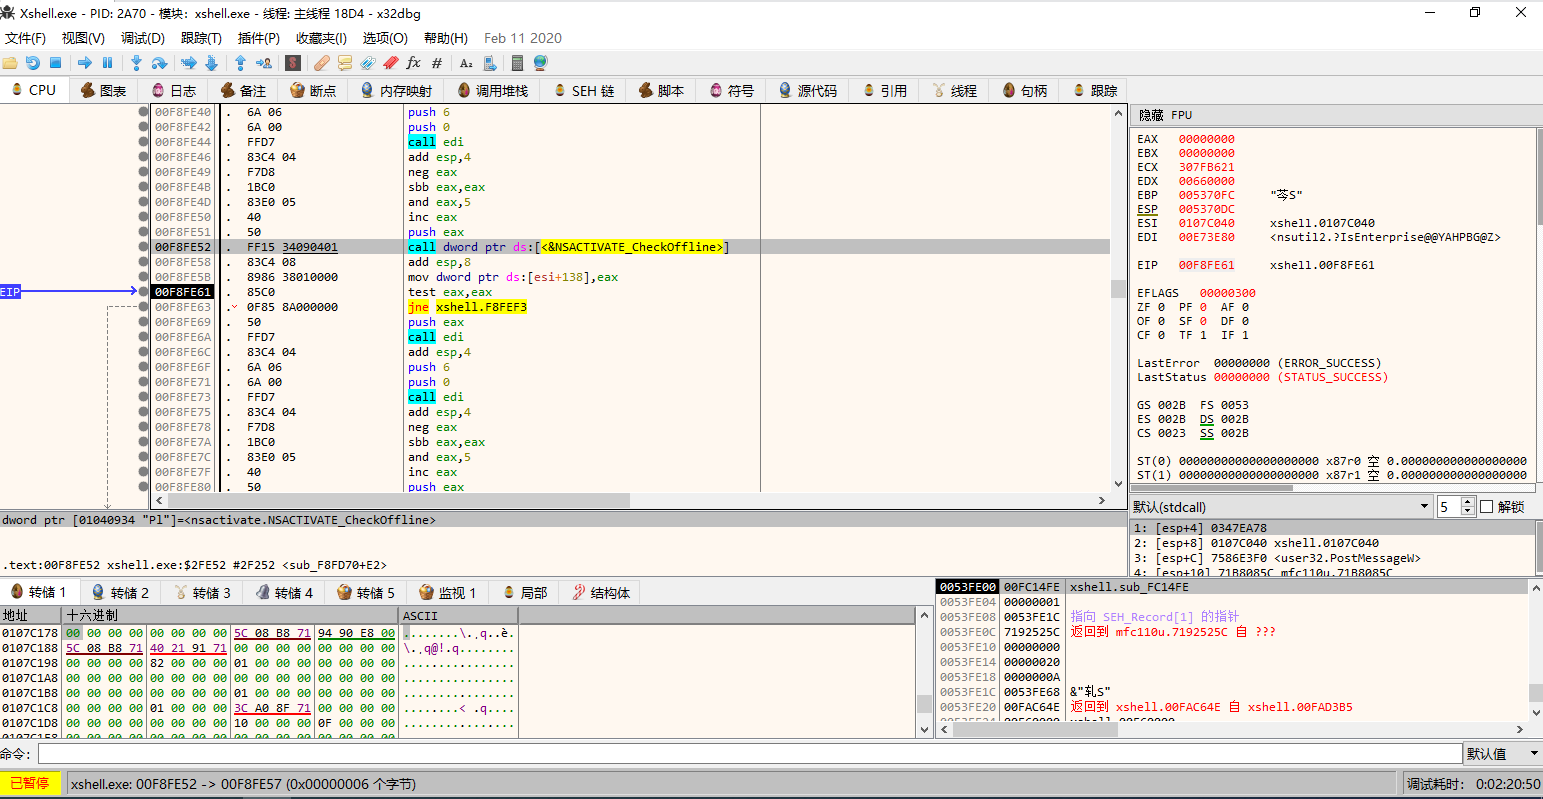 Xshell.exe - PID: 2A70 - 模块: xshell.exe - 线程: 主线程 18D4 - x32dbg
文件(F) 视图(V) 调试(D) 跟踪(T) 插件(P) 收藏夹(I) 选项(O) 帮助(H) Feb 11 2020
CPU 图表 日志 备注 断点 内存映射 调用堆栈 SEH 链 脚本 符号 源代码 引用 线程 句柄 跟踪
00F8FE40 . 6A 06 push 6
00F8FE42 . 6A 00 push 0
00F8FE44 . FFD7 call edi
00F8FE46 . 83C4 04 add esp,4
00F8FE49 . F7D8 neg eax
00F8FE4B . 1BC0 sbb eax,eax
00F8FE4D . 83E0 05 and eax,5
00F8FE50 . 40 inc eax
00F8FE51 . 50 push eax
00F8FE52 . FF15 34090401 call dword ptr ds:[<&NSACTIVATE_CheckOffline>]
00F8FE58 . 83C4 08 add esp,8
00F8FE5B . 8986 38010000 mov dword ptr ds:[esi+138],eax
EIP 00F8FE61 . 85C0 test eax,eax
00F8FE63 . 0F85 8A000000 jne xshell.F8FEF3
00F8FE69 . 50 push eax
00F8FE6A . FFD7 call edi
00F8FE6C . 83C4 04 add esp,4
00F8FE6F . 6A 06 push 6
00F8FE71 . 6A 00 push 0
00F8FE73 . FFD7 call edi
00F8FE75 . 83C4 04 add esp,4
00F8FE78 . F7D8 neg eax
00F8FE7A . 1BC0 sbb eax,eax
00F8FE7C . 83E0 05 and eax,5
00F8FE7F . 40 inc eax
00F8FE80 . 50 push eax
隐藏 FPU
EAX 00000000
EBX 00000000
ECX 307FB621
EDX 00660000
EBP 005370FC "芩S"
ESP 005370DC
ESI 0107C040 xshell.0107C040
EDI 00E73E80 <nsutil2.?IsEnterprise@@YAHPBG@Z>
EIP 00F8FE61 xshell.00F8FE61
EFLAGS 00000300
ZF 0 PF 0 AF 0
OF 0 SF 0 DF 0
CF 0 TF 1 IF 1
LastError 00000000 (ERROR_SUCCESS)
LastStatus 00000000 (STATUS_SUCCESS)
GS 002B FS 0053
ES 002B DS 002B
CS 0023 SS 002B
ST(0) 00000000000000000000 x87r0 空 0.000000000000000000
ST(1) 00000000000000000000 x87r1 空 0.000000000000000000
默认(stdcall) 5 解锁
1: [esp+4] 0347EA78
2: [esp+8] 0107C040 xshell.0107C040
3: [esp+C] 7586E3F0 <user32.PostMessageW>
4: [esp+10] 71B8085C mfc110u.71B8085C
dword ptr [01040934 "Pl"]=<nsactivate.NSACTIVATE_CheckOffline>
.text:00F8FE52 xshell.exe:$2FE52 #2F252 <sub_F8FD70+E2>
转储 1 转储 2 转储 3 转储 4 转储 5 监视 1 局部 结构体
地址 十六进制 ASCII
0107C178 00 00 00 00 00 00 00 00 5C 08 B8 71 94 90 E8 00 ........\.¸q..è.
0107C188 5C 08 B8 71 40 21 91 71 00 00 00 00 00 00 00 00 \.¸q@!.q........
0107C198 00 00 00 00 82 00 00 00 01 00 00 00 00 00 00 00 ................
0107C1A8 00 00 00 00 00 00 00 00 00 00 00 00 00 00 00 00 ................
0107C1B8 00 00 00 00 00 00 00 00 01 00 00 00 00 00 00 00 ................
0107C1C8 00 00 00 00 01 00 00 00 3C A0 8F 71 00 00 00 00 ........< .q....
0107C1D8 00 00 00 00 00 00 00 00 10 00 00 00 0F 00 00 00 ................
0053FE00 00FC14FE xshell.sub_FC14FE
0053FE04 00000001
0053FE08 0053FE1C 指向 SEH_Record[1] 的指针
0053FE0C 7192525C 返回到 mfc110u.7192525C 自 ???
0053FE10 00000000
0053FE14 00000020
0053FE18 0000000A
0053FE1C 0053FE68 &"轧S"
0053FE20 00FAC64E 返回到 xshell.00FAC64E 自 xshell.00FAD3B5
命令: 默认值
已暂停 xshell.exe: 00F8FE52 -> 00F8FE57 (0x00000006 个字节) 调试耗时: 0:02:20:50